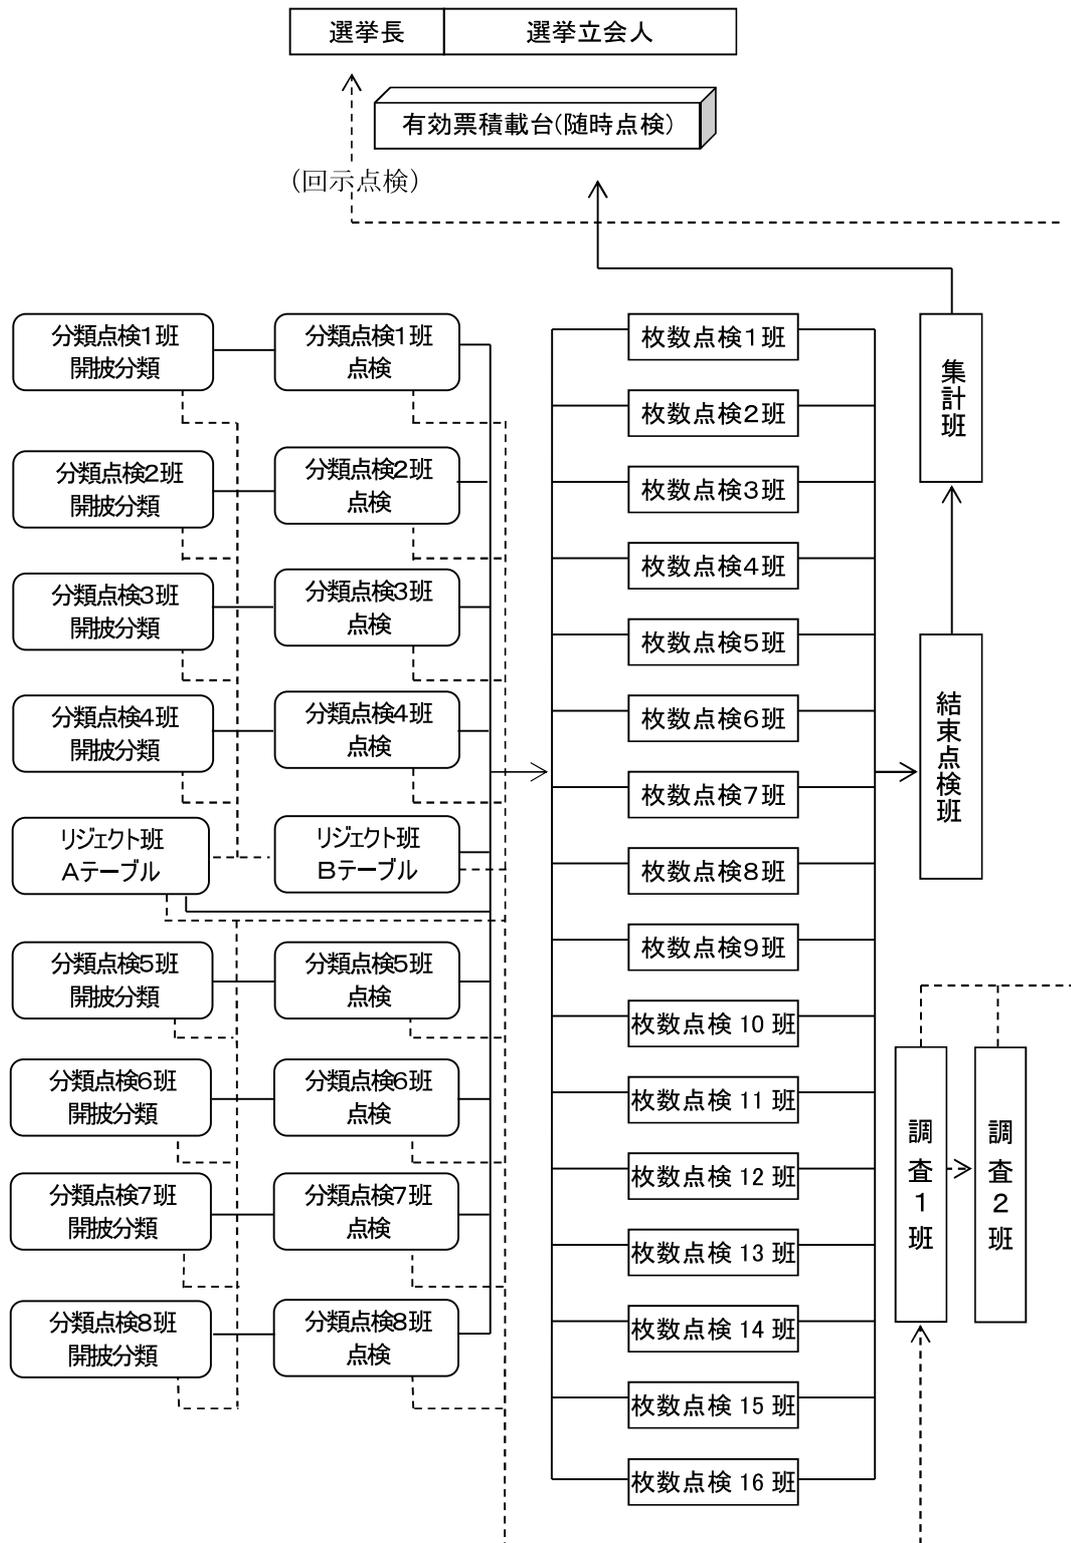 選挙長
選挙立会人
有効票積載台(随時点検)
(回示点検)
分類点検1班
開披分類
分類点検1班
点検
分類点検2班
開披分類
分類点検2班
点検
分類点検3班
開披分類
分類点検3班
点検
分類点検4班
開披分類
分類点検4班
点検
リジェクト班
Aテーブル
リジェクト班
Bテーブル
分類点検5班
開披分類
分類点検5班
点検
分類点検6班
開披分類
分類点検6班
点検
分類点検7班
開披分類
分類点検7班
点検
分類点検8班
開披分類
分類点検8班
点検
枚数点検1班
枚数点検2班
枚数点検3班
枚数点検4班
枚数点検5班
枚数点検6班
枚数点検7班
枚数点検8班
枚数点検9班
枚数点検 10 班
枚数点検 11 班
枚数点検 12 班
枚数点検 13 班
枚数点検 14 班
枚数点検 15 班
枚数点検 16 班
集計班
結束点検班
調査1班
調査2班